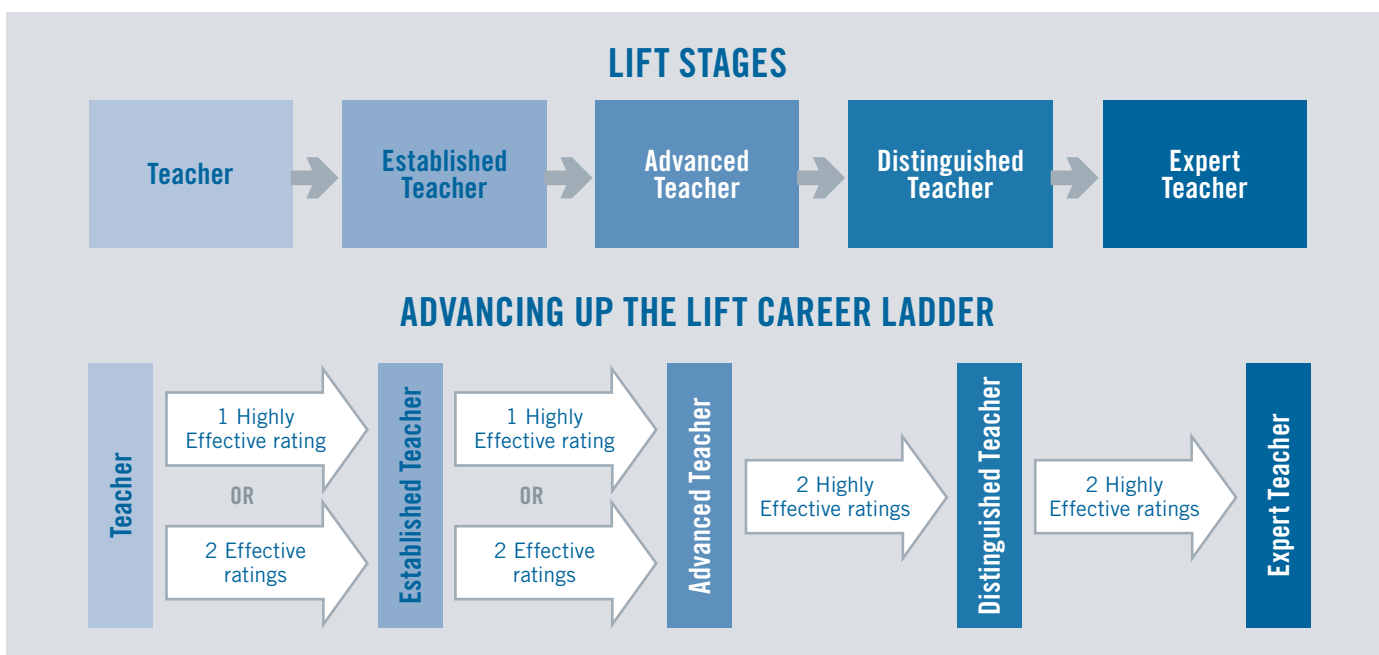 LIFT STAGES
Teacher
Established
Teacher
Advanced
Teacher
Distinguished
Teacher
Expert
Teacher
ADVANCING UP THE LIFT CAREER LADDER
Teacher
1 Highly
Effective rating
OR
2 Effective
ratings
Established Teacher
1 Highly
Effective rating
OR
2 Effective
ratings
Advanced Teacher
2 Highly
Effective ratings
Distinguished Teacher
2 Highly
Effective ratings
Expert Teacher